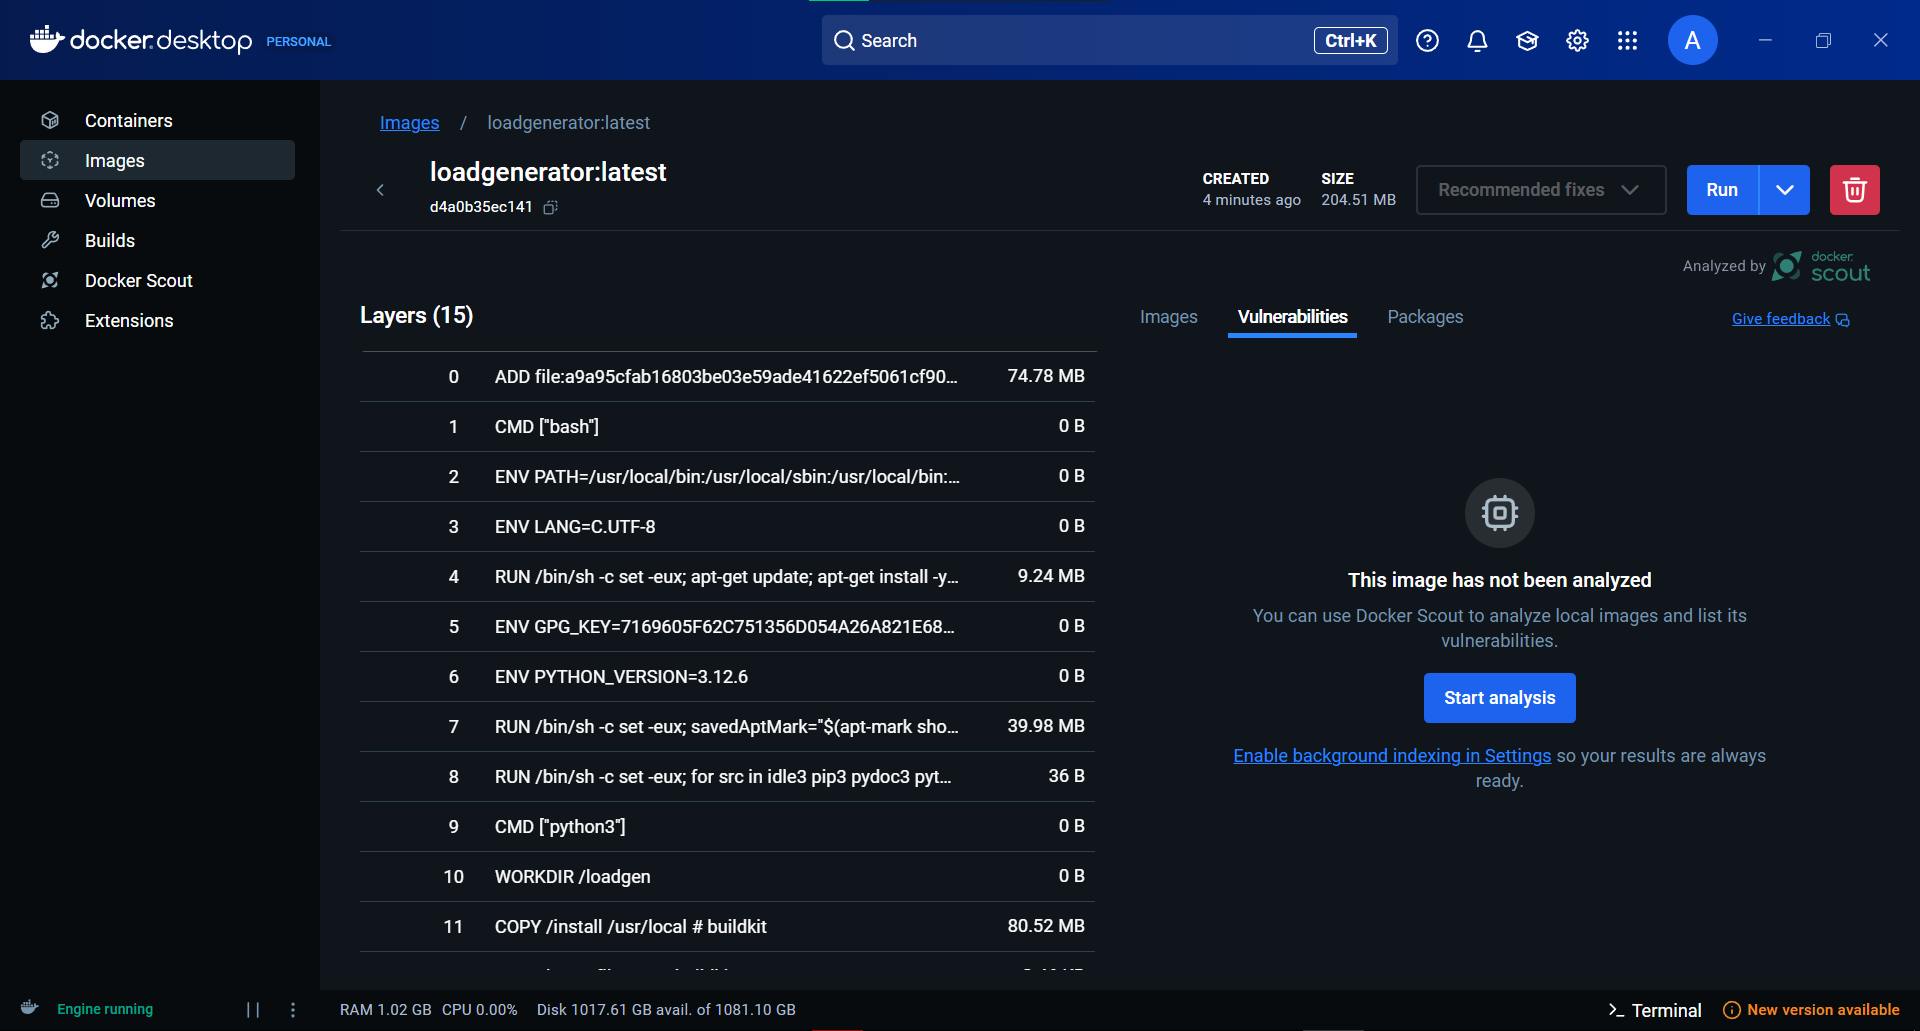 docker.desktop PERSONAL
Search
Ctrl+K
A
Containers
Images
Volumes
Builds
Docker Scout
Extensions
Images / loadgenerator:latest
loadgenerator:latest
d4a0b35ec141
CREATED
4 minutes ago
SIZE
204.51 MB
Recommended fixes
Run
Analyzed by docker scout
Layers (15)
Images
Vulnerabilities
Packages
Give feedback
0 ADD file:a9a95cfab16803be03e59ade41622ef5061cf90... 74.78 MB
1 CMD ["bash"] 0 B
2 ENV PATH=/usr/local/bin:/usr/local/sbin:/usr/local/bin:... 0 B
3 ENV LANG=C.UTF-8 0 B
4 RUN /bin/sh -c set -eux; apt-get update; apt-get install -y... 9.24 MB
5 ENV GPG_KEY=7169605F62C751356D054A26A821E68... 0 B
6 ENV PYTHON_VERSION=3.12.6 0 B
7 RUN /bin/sh -c set -eux; savedAptMark="$(apt-mark sho... 39.98 MB
8 RUN /bin/sh -c set -eux; for src in idle3 pip3 pydoc3 pyt... 36 B
9 CMD ["python3"] 0 B
10 WORKDIR /loadgen 0 B
11 COPY /install /usr/local # buildkit 80.52 MB
This image has not been analyzed
You can use Docker Scout to analyze local images and list its
vulnerabilities.
Start analysis
Enable background indexing in Settings so your results are always
ready.
Engine running
RAM 1.02 GB CPU 0.00% Disk 1017.61 GB avail. of 1081.10 GB
Terminal
New version available